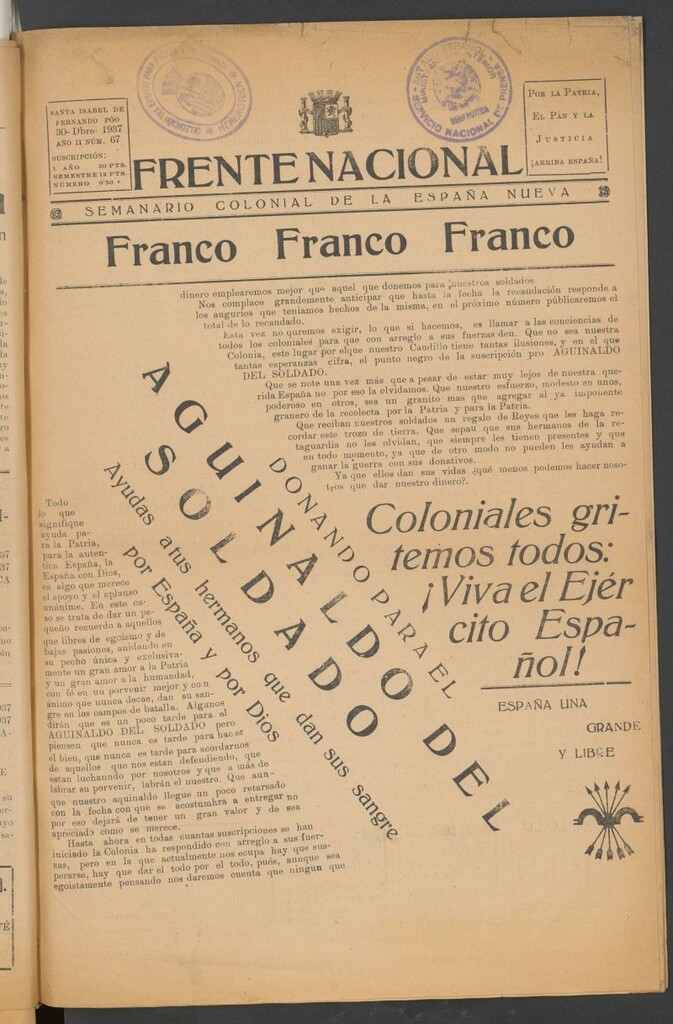 SANTA ISABEL DE
FERNANDO PÓO
30- Dbre- 1937
AÑO II NÚM. 67
SUSCRIPCIÓN:
1 AÑO 20 PTS.
SEMESTRE 12 PTS.
NÚMERO 0'50 »
POR LA PATRIA,
EL PAN Y LA
JUSTICIA
¡ARRIBA ESPAÑA!
SERVICIO NACIONAL DE PRENSA
FRENTE NACIONAL
SEMANARIO COLONIAL DE LA ESPAÑA NUEVA
Franco Franco Franco
AGUINALDO DEL
SOLDADO
DONANDO PARA EL
Ayudas atus hermanos que dan sus sangre
por España y por Dios
Todo
lo que
signifique
ayuda pa-
ra la Patria,
para la auten-
tica España, la
España con Dios,
es algo que merece
el apoyo y el aplauso
unánime. En este ca-
so se trata de dar un pe-
queño recuerdo a aquellos
que libres de egoismo y de
bajas pasiones, anidando en
su pecho única y exclusiva-
mente un gran amor a la Patria
y un gran amor a la humanidad,
con fé en un porvenir mejor y con
ánimo que nunca decae, dan su san-
gre en los campos de batalla. Algunos
dirán que es un poco tarde para el
AGUINALDO DEL SOLDADO pero
piensen que nunca es tarde para hacer
el bien, que nunca es tarde para acordarnos
de aquellos que nos estan defendiendo, que
estan luchando por nosotros y que a más de
labrar su porvenir, labrán el nuestro. Que aun-
que nuestro aquinaldo llegue un poco retarsado
con la fecha con que se acostumbra a entregar no
por eso dejará de tener un gran valor y de sea
apreciado como se merece.
Hasta ahora en todas cuantas suscripciones se han
iniciado la Colonia ha respondido con arreglo a sus fuer-
zas, pero en la que actualmente nos ocupa hay que sus-
perarse, hay que dar el todo por el todo, pués, aunque sea
egoistamente pensando nos daremos cuenta que ningun que
dinero emplearemos mejor que aquel que donemos para nuestros soldados.
Nos complace grandemente anticipar que hasta la fecha la recaudación responde a
los augurios que teniamos hechos de la misma, en el próximo número públicaremos el
total de lo recaudado.
Esta vez no quremos exigir, lo que si hacemos, es llamar a las conciencias de
todos los coloniales para que con arreglo a sus fuerzas den. Que no sea nuestra
Colonia, este lugar por elque nuestro Caudillo tiene tantas ilusiones, y en el que
tantas esperanzas cifra, el punto negro de la suscripción pro AGUINALDO
DEL SOLDADO.
Que se note una vez más que a pesar de estar muy lejos de nuestra que-
rida España no por eso la olvidamos. Que nuestro esfuerzo, modesto en unos,
poderoso en otros, sea un granito mas que agregar al ya imponente
granero de la recolecta por la Patria y para la Patria.
Que reciban nuestros soldados un regalo de Reyes que les haga re-
cordar este trozo de tierra. Que sepau que sus hermanos de la re-
taguardia no les olvidan, que siempre les tienen presentes y que
en todo momento, ya que de otro modo no pueden les ayudan a
ganar la guerra con sus donativos.
Ya que ellos dan sus vidas ¿qué menos podemos hacer noso-
tros que dar nuestro dinero?.
Coloniales gri-
temos todos:
¡Viva el Ejér
cito Espa-
ñol!
ESPAÑA UNA
GRANDE
Y LIBRE